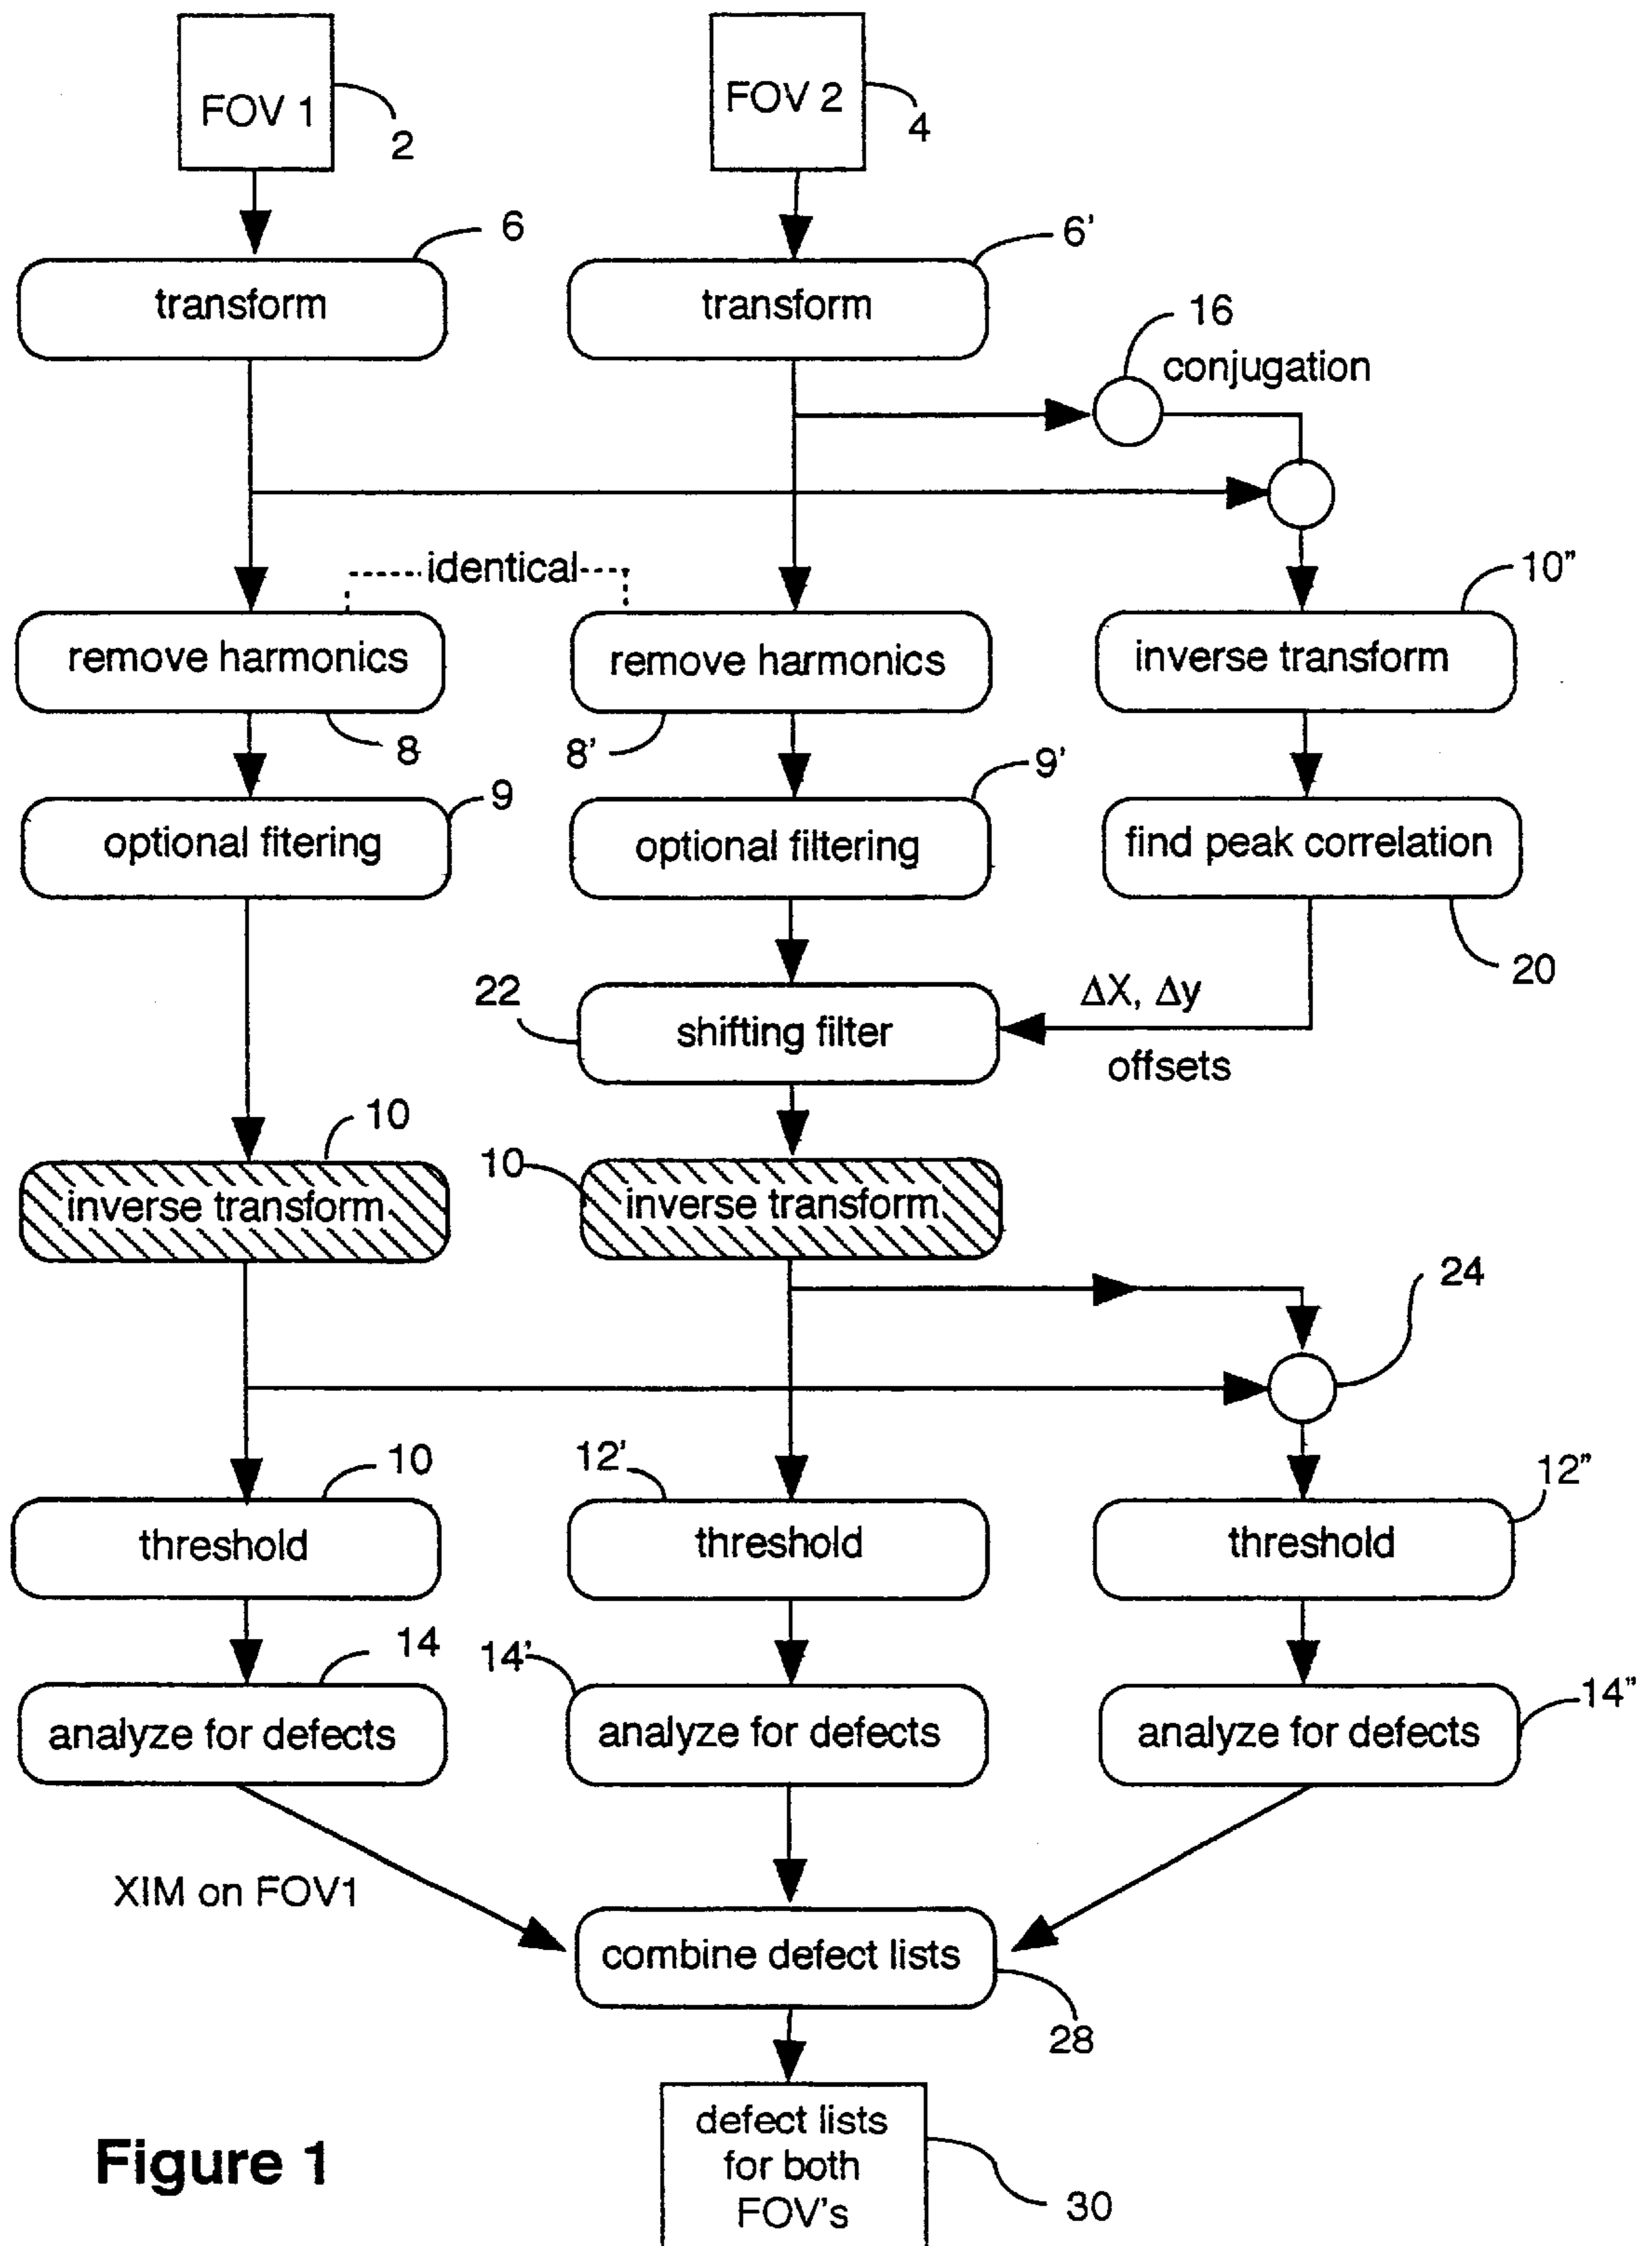 FOV 1
2
FOV 2
4
6
6'
transform
transform
16
conjugation
identical
10”
remove harmonics
remove harmonics
inverse transform
8
8'
9
9'
optional fitering
optional filtering
find peak correlation
20
22
shifting filter
ΔX, Δy
offsets
10
10
inverse transform
inverse transform
24
10
12'
12”
threshold
threshold
threshold
14
14'
14”
analyze for defects
analyze for defects
analyze for defects
XIM on FOV1
combine defect lists
28
defect lists
for both
FOV's
30
Figure 1